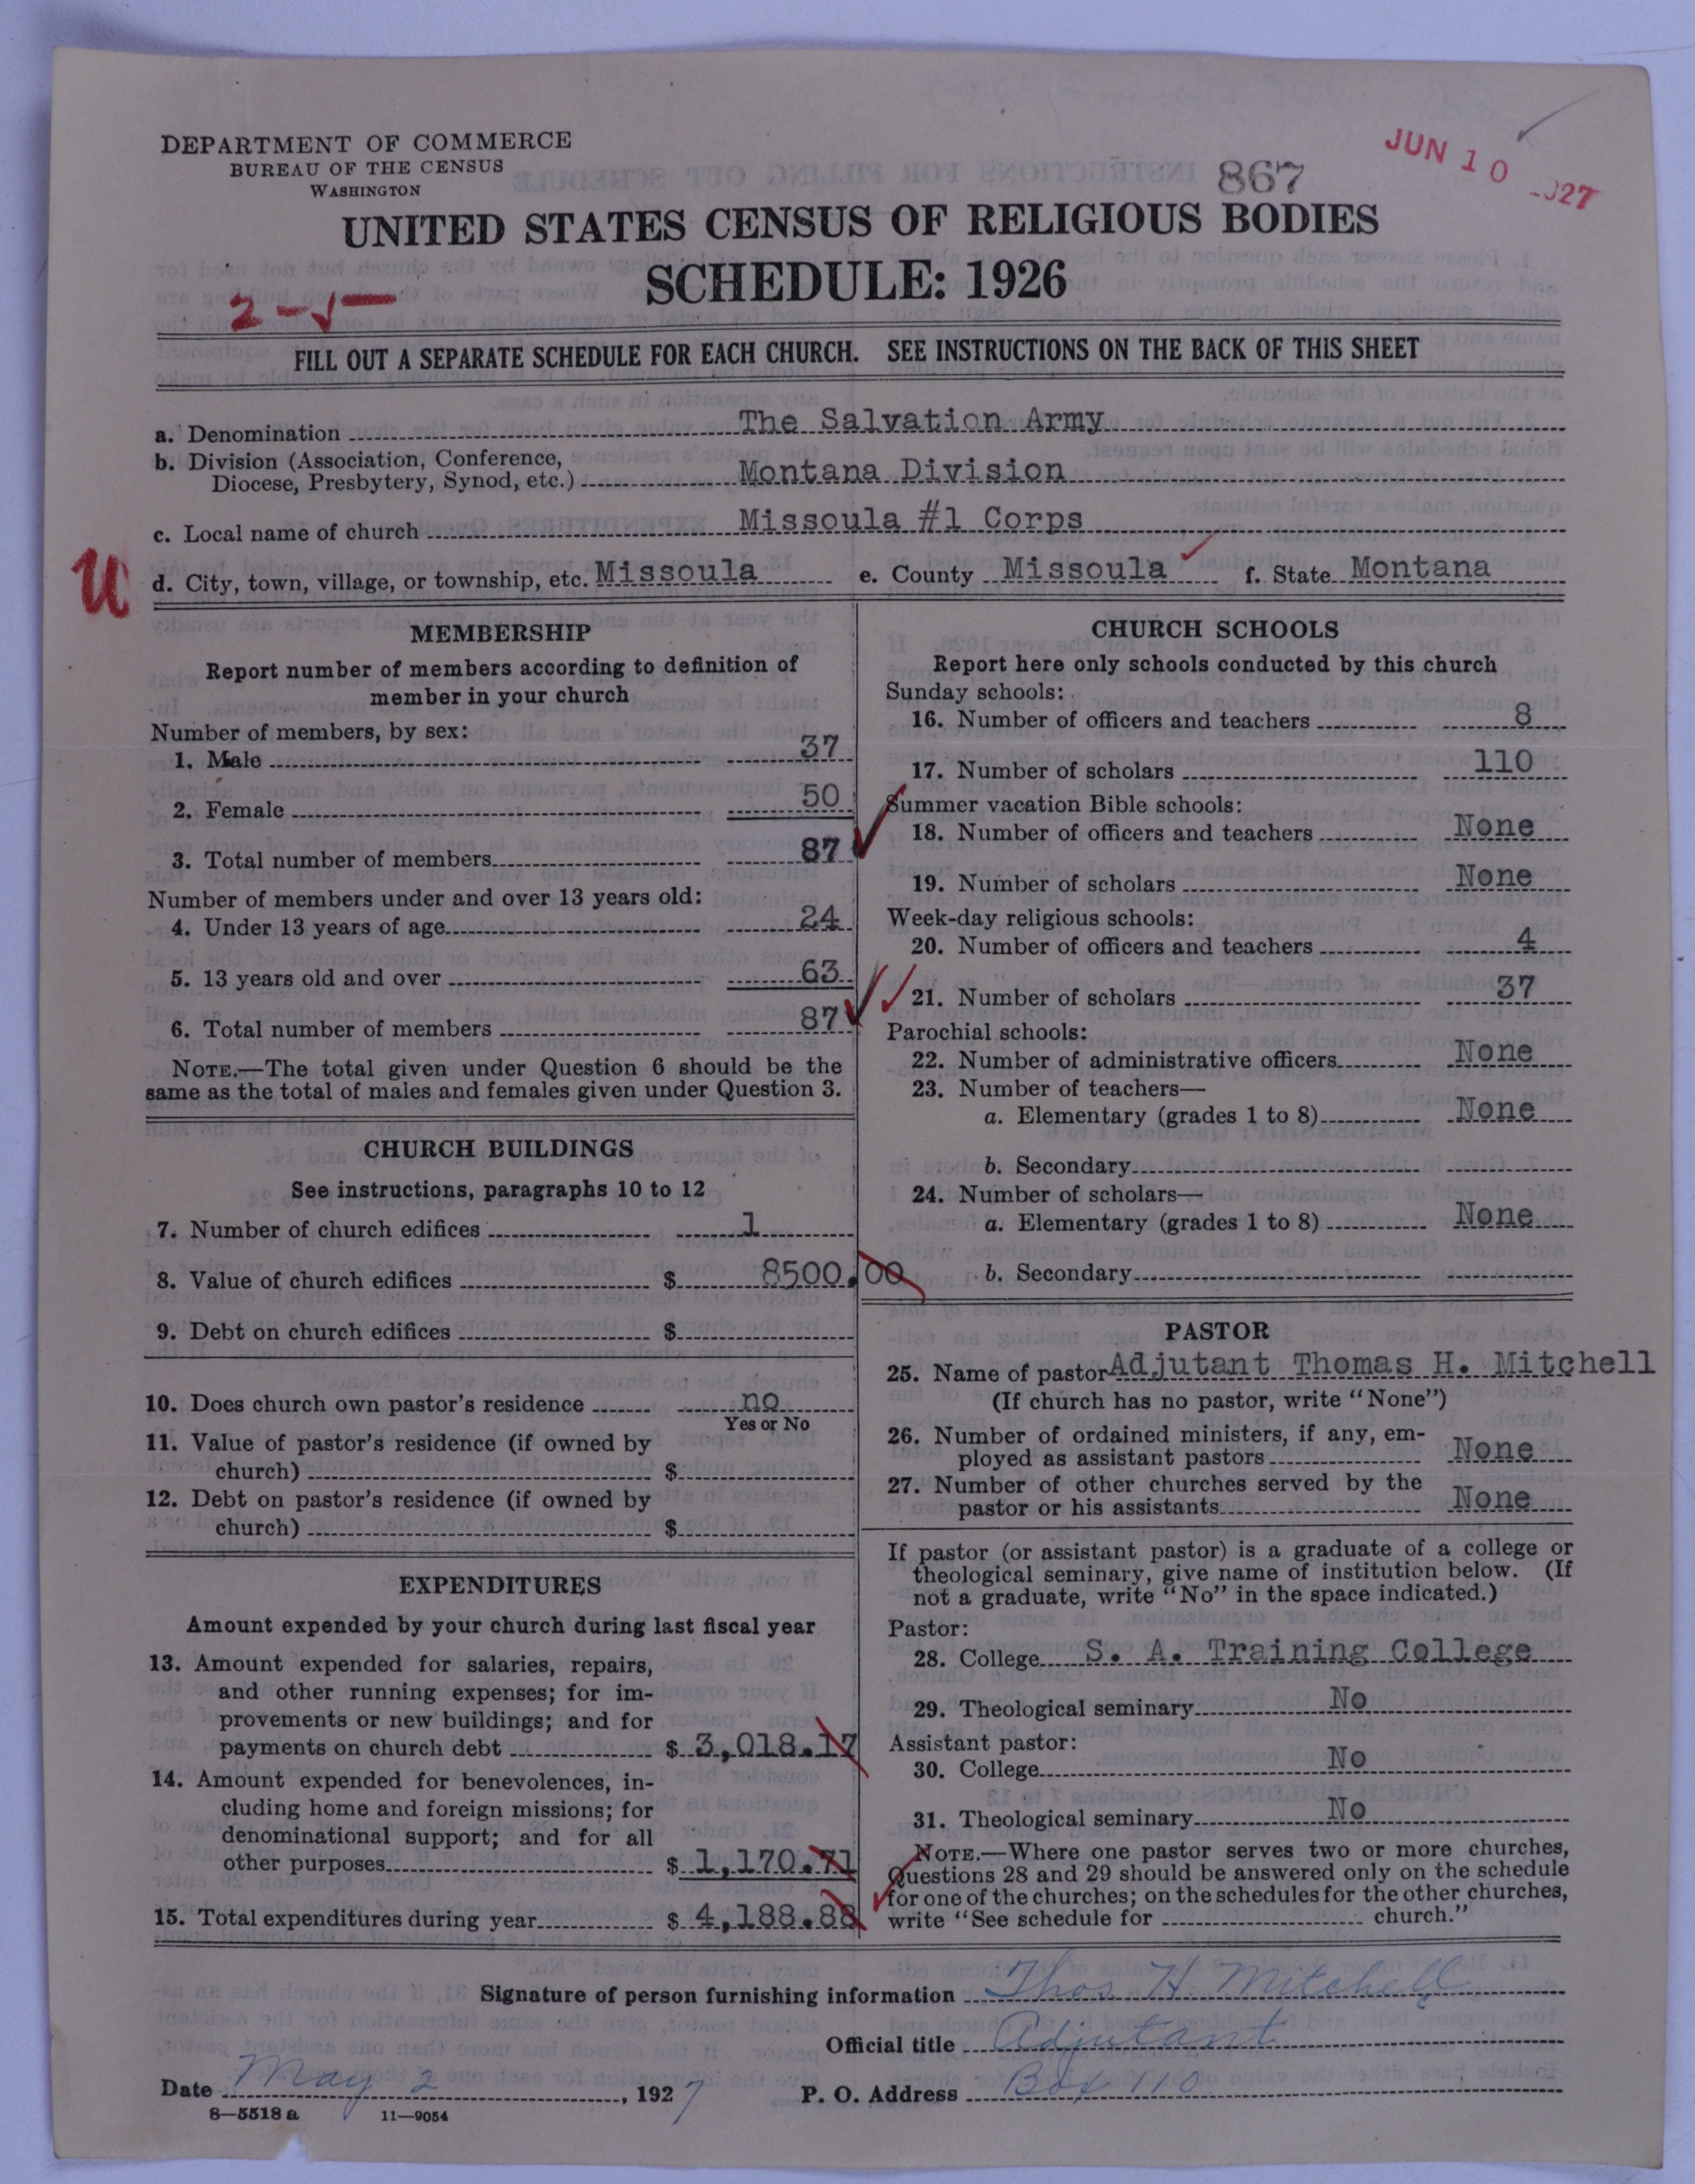 DEPARTMENT OF COMMERCE
BUREAU OF THE CENSUS
WASHINGTON
867
JUN 10 1927
UNITED STATES CENSUS OF RELIGIOUS BODIES
SCHEDULE: 1926
2-√—
FILL OUT A SEPARATE SCHEDULE FOR EACH CHURCH. SEE INSTRUCTIONS ON THE BACK OF THIS SHEET
a. Denomination The Salvation Army
b. Division (Association, Conference,
Diocese, Presbytery, Synod, etc.) Montana Division
c. Local name of church Missoula #1 Corps
U
d. City, town, village, or township, etc. Missoula e. County Missoula f. State Montana
MEMBERSHIP
Report number of members according to definition of
member in your church
Number of members, by sex:
1. Male 37
2. Female 50
3. Total number of members 87
Number of members under and over 13 years old:
4. Under 13 years of age 24
5. 13 years old and over 63
6. Total number of members 87
NOTE.—The total given under Question 6 should be the
same as the total of males and females given under Question 3.
CHURCH BUILDINGS
See instructions, paragraphs 10 to 12
7. Number of church edifices 1
8. Value of church edifices $ 8500.00
9. Debt on church edifices $
10. Does church own pastor's residence no
Yes or No
11. Value of pastor's residence (if owned by
church) $
12. Debt on pastor's residence (if owned by
church) $
EXPENDITURES
Amount expended by your church during last fiscal year
13. Amount expended for salaries, repairs,
and other running expenses; for im-
provements or new buildings; and for
payments on church debt $ 3,018.17
14. Amount expended for benevolences, in-
cluding home and foreign missions; for
denominational support; and for all
other purposes $ 1,170.71
15. Total expenditures during year $ 4,188.88
CHURCH SCHOOLS
Report here only schools conducted by this church
Sunday schools:
16. Number of officers and teachers 8
17. Number of scholars 110
Summer vacation Bible schools:
18. Number of officers and teachers None
19. Number of scholars None
Week-day religious schools:
20. Number of officers and teachers 4
21. Number of scholars 37
Parochial schools:
22. Number of administrative officers None
23. Number of teachers—
a. Elementary (grades 1 to 8) None
b. Secondary
24. Number of scholars—
a. Elementary (grades 1 to 8) None
b. Secondary
PASTOR
25. Name of pastor Adjutant Thomas H. Mitchell
(If church has no pastor, write "None")
26. Number of ordained ministers, if any, em-
ployed as assistant pastors None
27. Number of other churches served by the
pastor or his assistants None
If pastor (or assistant pastor) is a graduate of a college or
theological seminary, give name of institution below. (If
not a graduate, write "No" in the space indicated.)
Pastor:
28. College S. A. Training College
29. Theological seminary No
Assistant pastor:
30. College No
31. Theological seminary No
NOTE.—Where one pastor serves two or more churches,
Questions 28 and 29 should be answered only on the schedule
for one of the churches; on the schedules for the other churches,
write "See schedule for church."
Signature of person furnishing information Thos H Mitchell
Official title Adjutant
Date May 2, 1927 P. O. Address Box 110
8—5518 a 11—9054